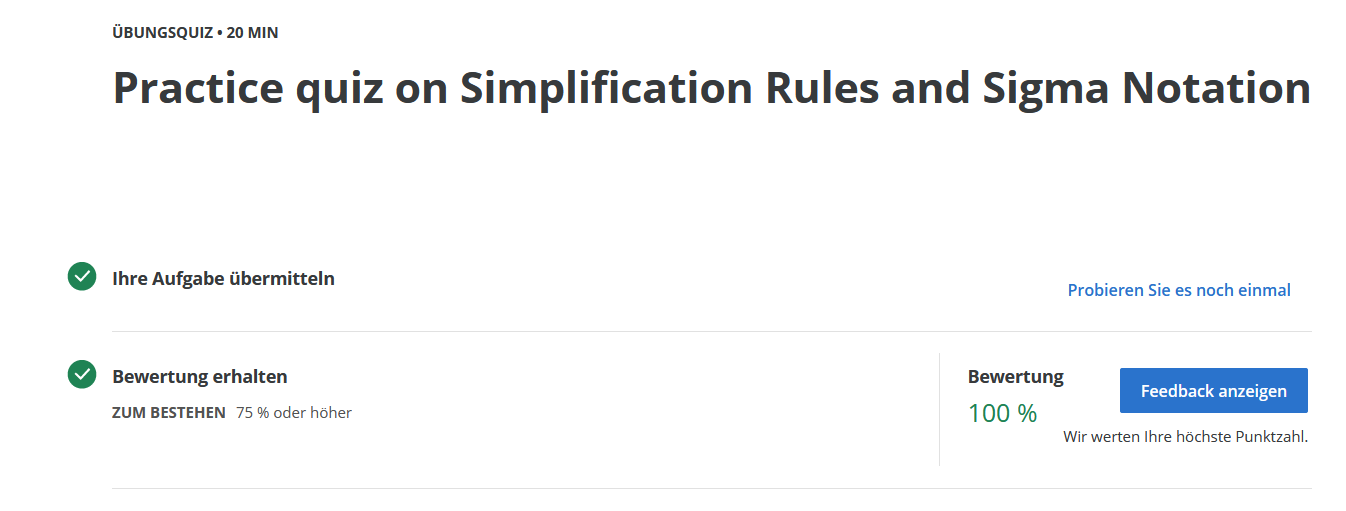 ÜBUNGSQUIZ • 20 MIN
Practice quiz on Simplification Rules and Sigma Notation
Ihre Aufgabe übermitteln
Probieren Sie es noch einmal
Bewertung erhalten
ZUM BESTEHEN 75 % oder höher
Bewertung
100 %
Feedback anzeigen
Wir werten Ihre höchste Punktzahl.